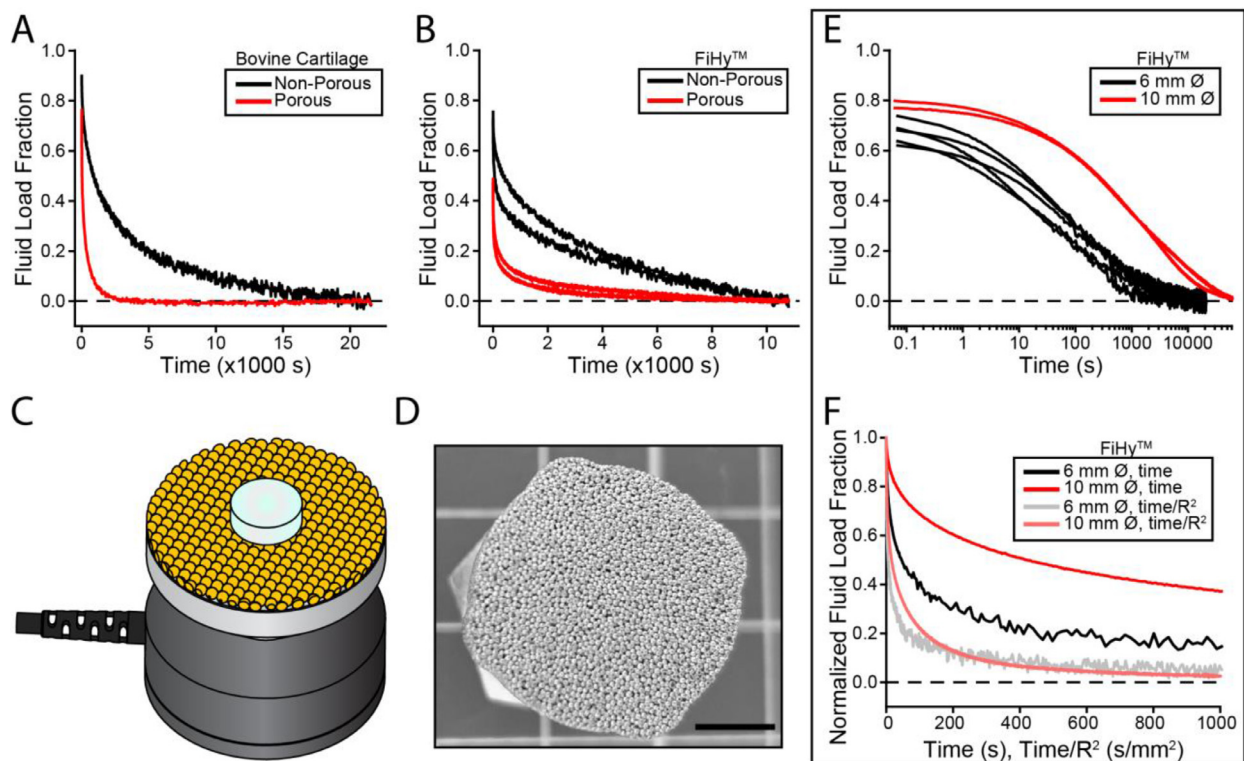 A
Bovine Cartilage
Non-Porous
Porous
1.0
0.8
0.6
0.4
0.2
0.0
Fluid Load Fraction
0 5 10 15 20
Time (x1000 s)
B
FiHy™
Non-Porous
Porous
1.0
0.8
0.6
0.4
0.2
0.0
Fluid Load Fraction
0 2 4 6 8 10
Time (x1000 s)
C
D
E
FiHy™
6 mm Ø
10 mm Ø
1.0
0.8
0.6
0.4
0.2
0.0
Fluid Load Fraction
0.1 1 10 100 1000 10000
Time (s)
F
FiHy™
6 mm Ø, time
10 mm Ø, time
6 mm Ø, time/R²
10 mm Ø, time/R²
1.0
0.8
0.6
0.4
0.2
0.0
Normalized Fluid Load Fraction
0 200 400 600 800 1000
Time (s), Time/R² (s/mm²)